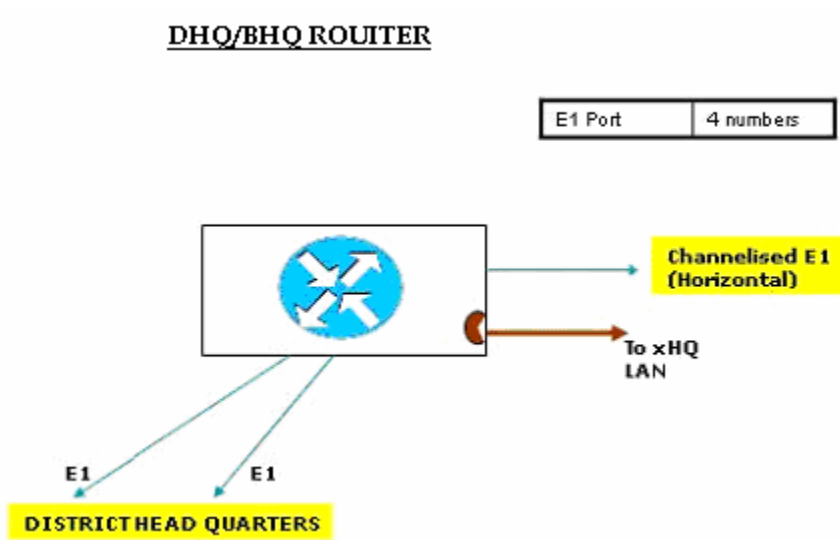 DHQ/BHQ ROUITER
E1 Port 4 numbers
Channelised E1
(Horizontal)
To xHQ
LAN
E1 E1
DISTRICT HEAD QUARTERS